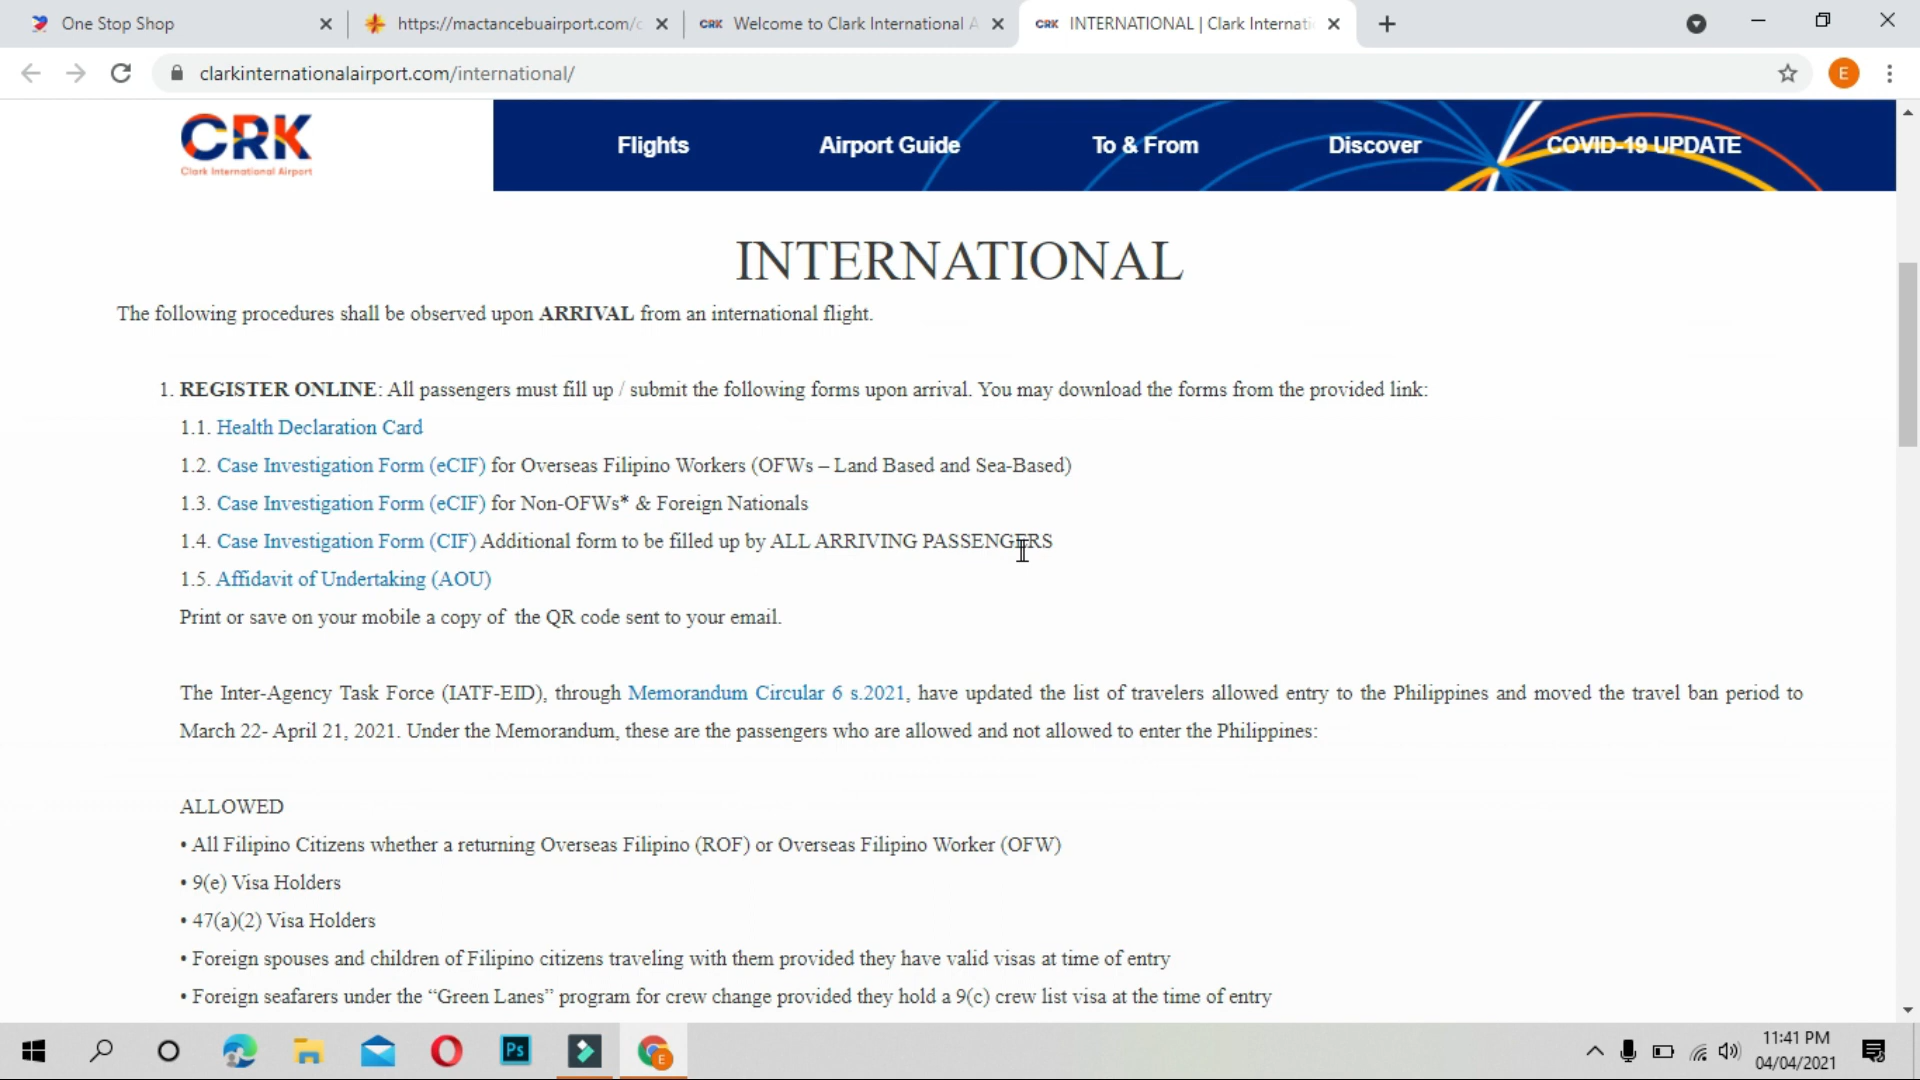 One Stop Shop
https://mactancebuairport.com/c
CRK Welcome to Clark International A
CRK INTERNATIONAL | Clark Internati
clarkinternationalairport.com/international/
E
CRK
Clark International Airport
Flights
Airport Guide
To & From
Discover
COVID-19 UPDATE
INTERNATIONAL
The following procedures shall be observed upon ARRIVAL from an international flight.
1. REGISTER ONLINE: All passengers must fill up / submit the following forms upon arrival. You may download the forms from the provided link:
1.1. Health Declaration Card
1.2. Case Investigation Form (eCIF) for Overseas Filipino Workers (OFWs – Land Based and Sea-Based)
1.3. Case Investigation Form (eCIF) for Non-OFWs* & Foreign Nationals
1.4. Case Investigation Form (CIF) Additional form to be filled up by ALL ARRIVING PASSENGERS
1.5. Affidavit of Undertaking (AOU)
Print or save on your mobile a copy of the QR code sent to your email.
The Inter-Agency Task Force (IATF-EID), through Memorandum Circular 6 s.2021, have updated the list of travelers allowed entry to the Philippines and moved the travel ban period to
March 22- April 21, 2021. Under the Memorandum, these are the passengers who are allowed and not allowed to enter the Philippines:
ALLOWED
• All Filipino Citizens whether a returning Overseas Filipino (ROF) or Overseas Filipino Worker (OFW)
• 9(e) Visa Holders
• 47(a)(2) Visa Holders
• Foreign spouses and children of Filipino citizens traveling with them provided they have valid visas at time of entry
• Foreign seafarers under the “Green Lanes” program for crew change provided they hold a 9(c) crew list visa at the time of entry
Ps
E
11:41 PM
04/04/2021